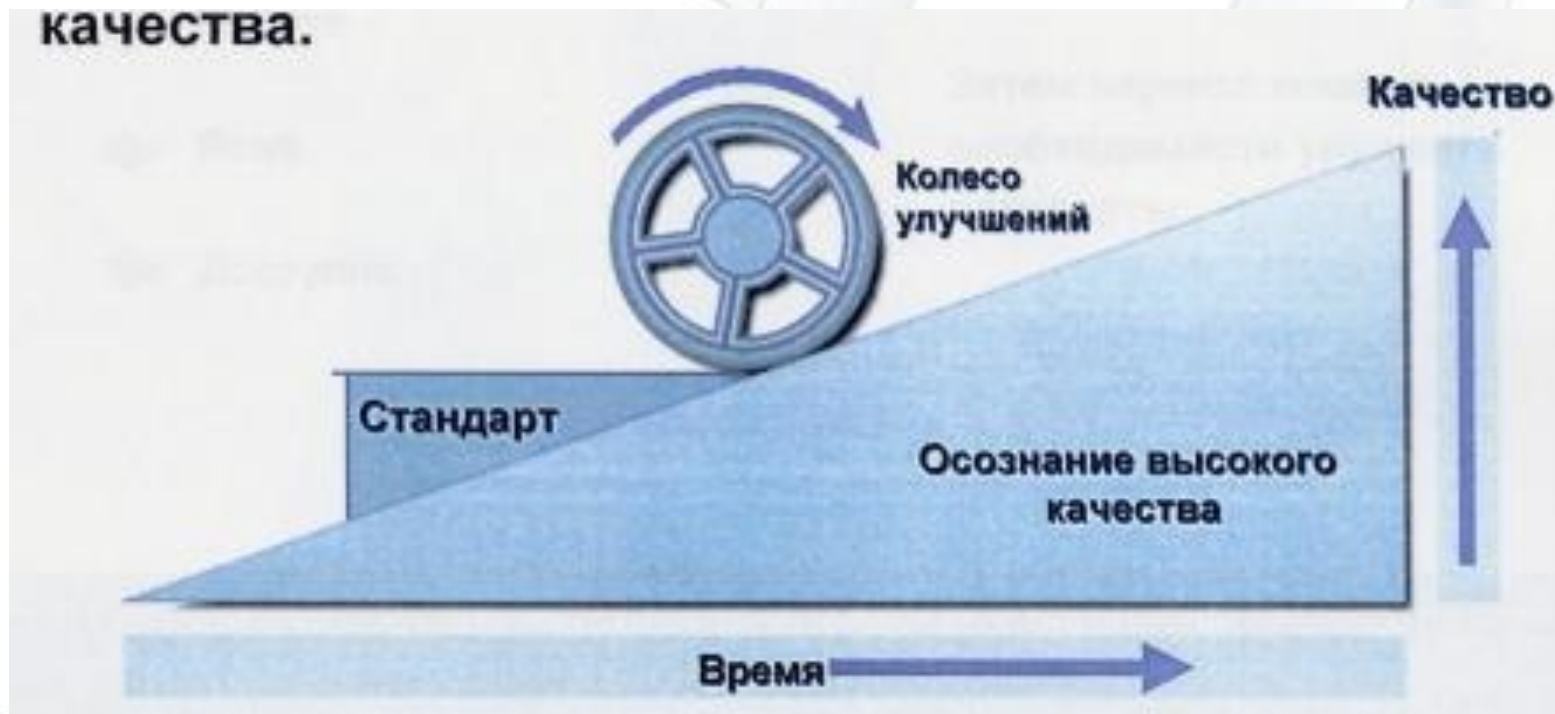 качества.
Качество
Колесо
улучшений
Стандарт
Осознание высокого
качества
Время